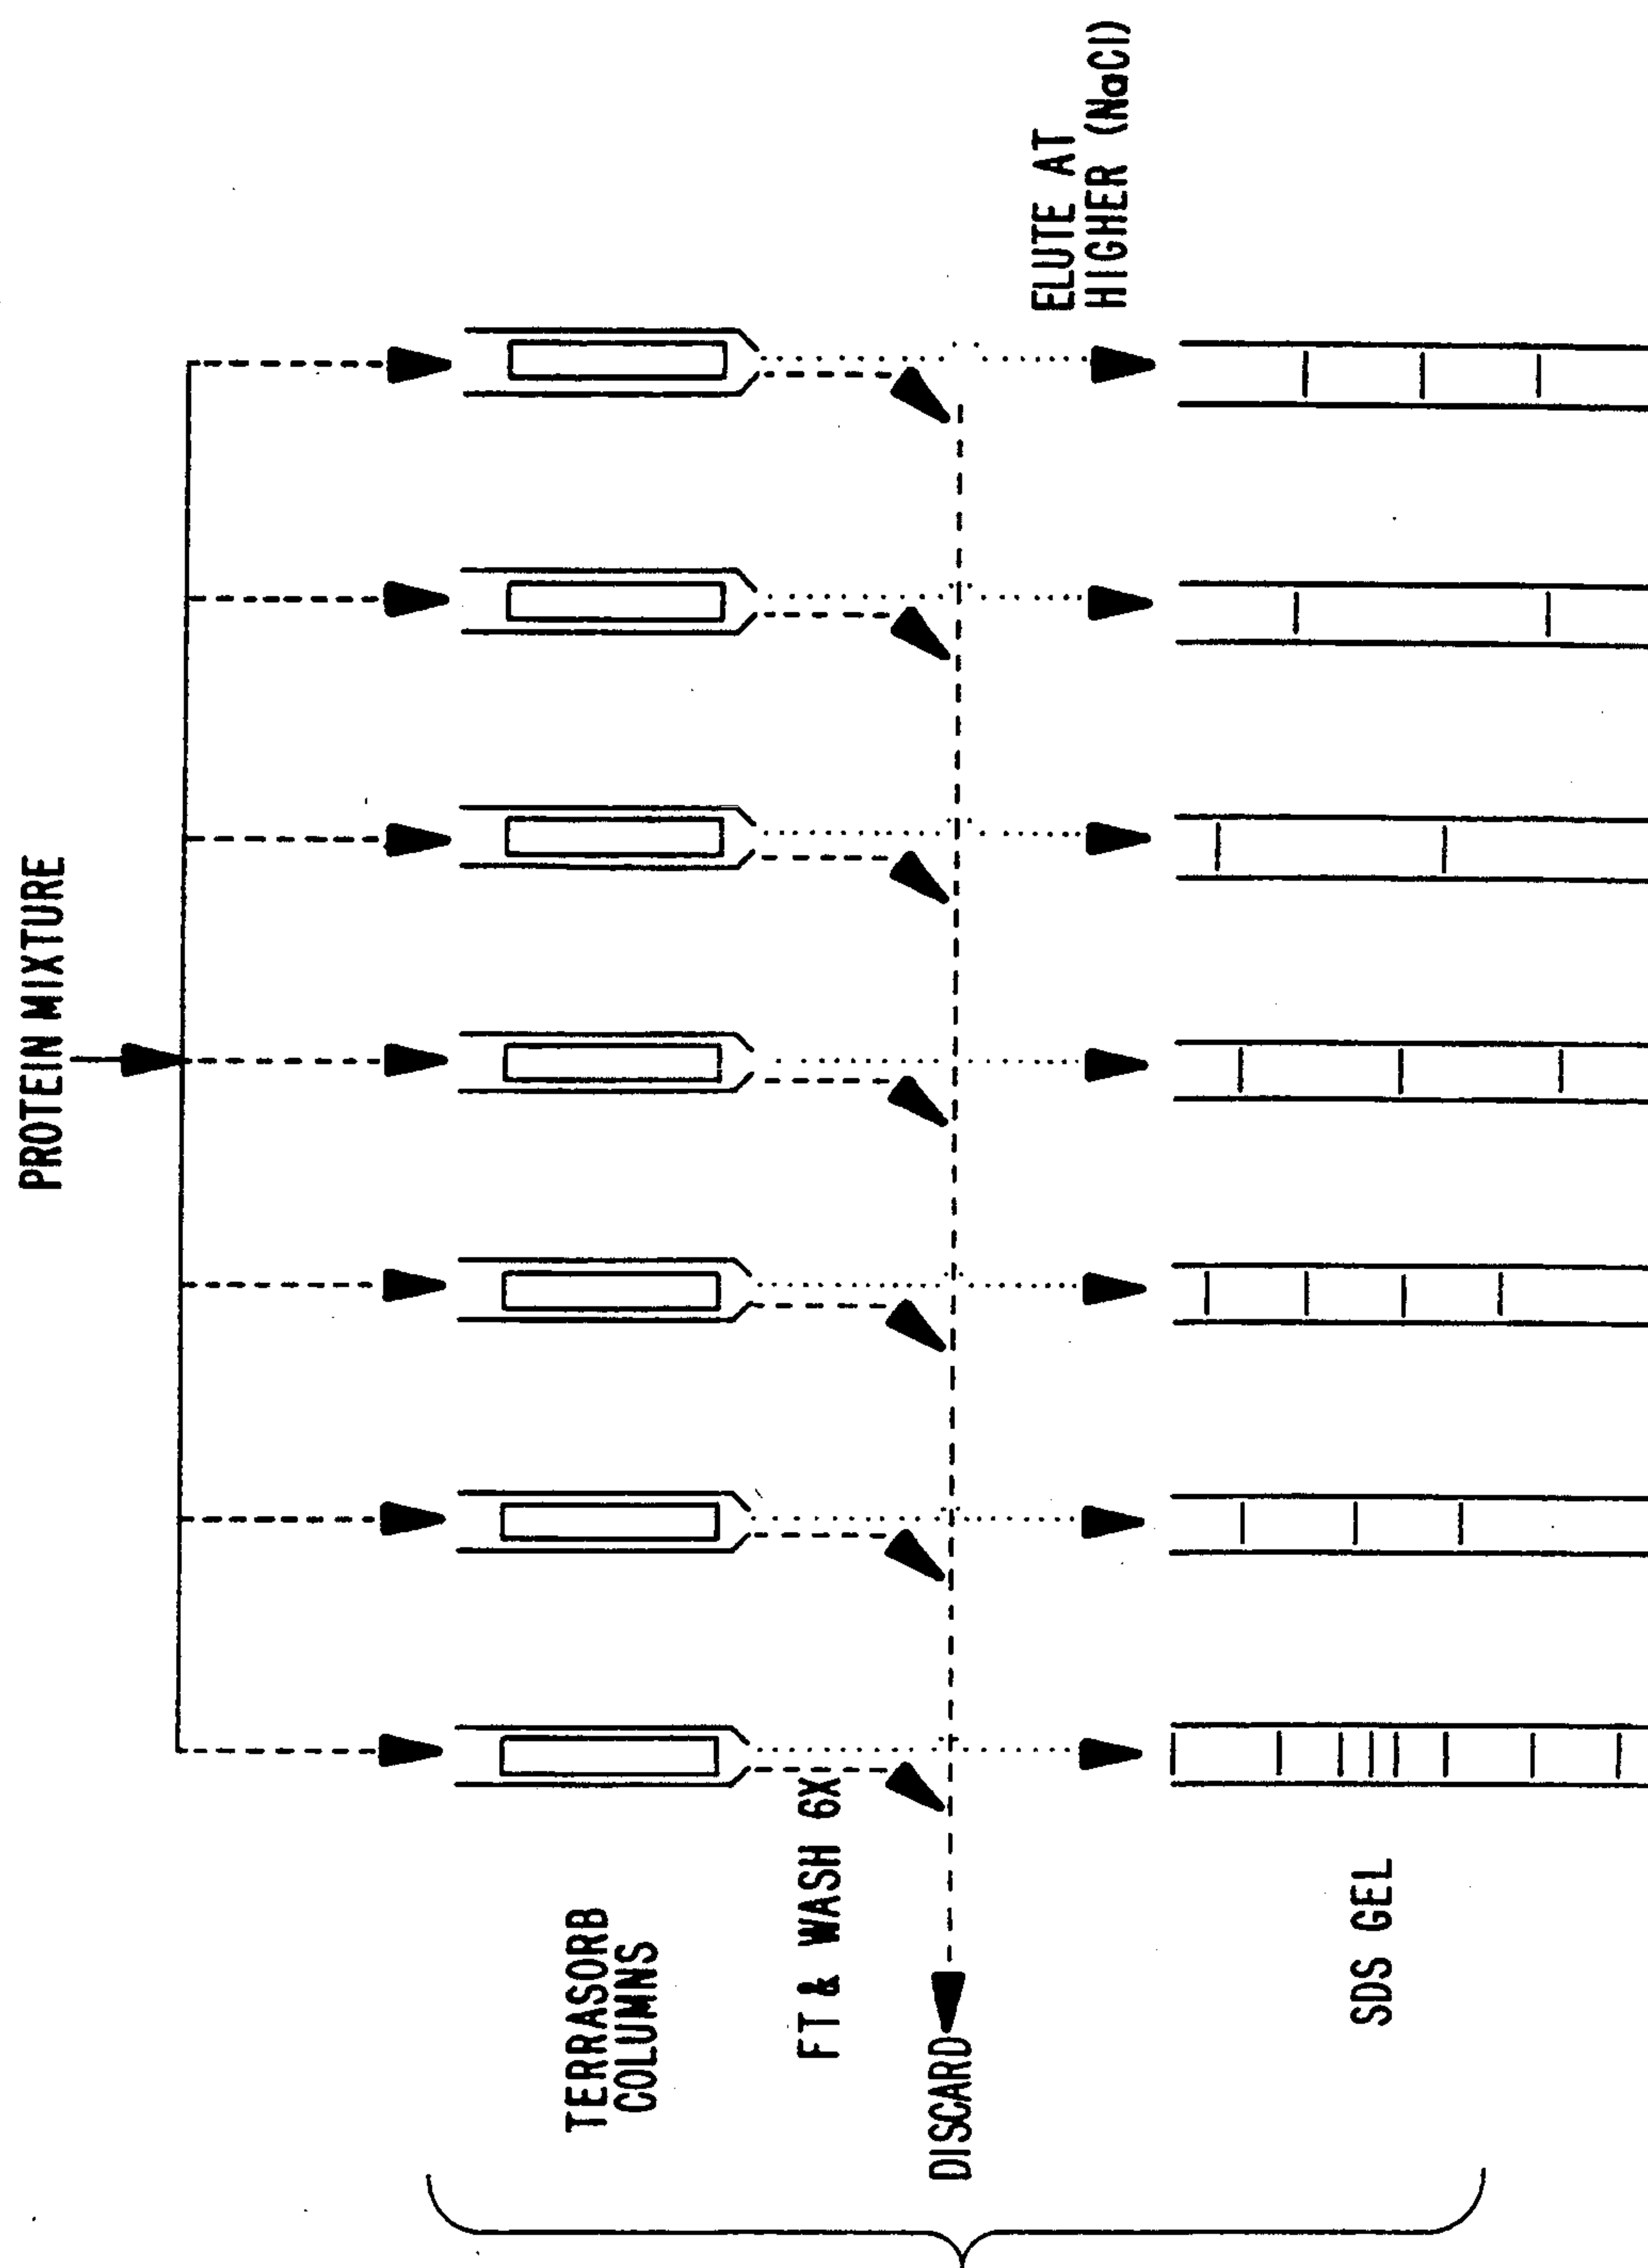 PROTEIN MIXTURE
TERRASORB
COLUMNS
FT & WASH 6X
DISCARD
ELUTE AT
HIGHER (NaCl)
SDS GEL